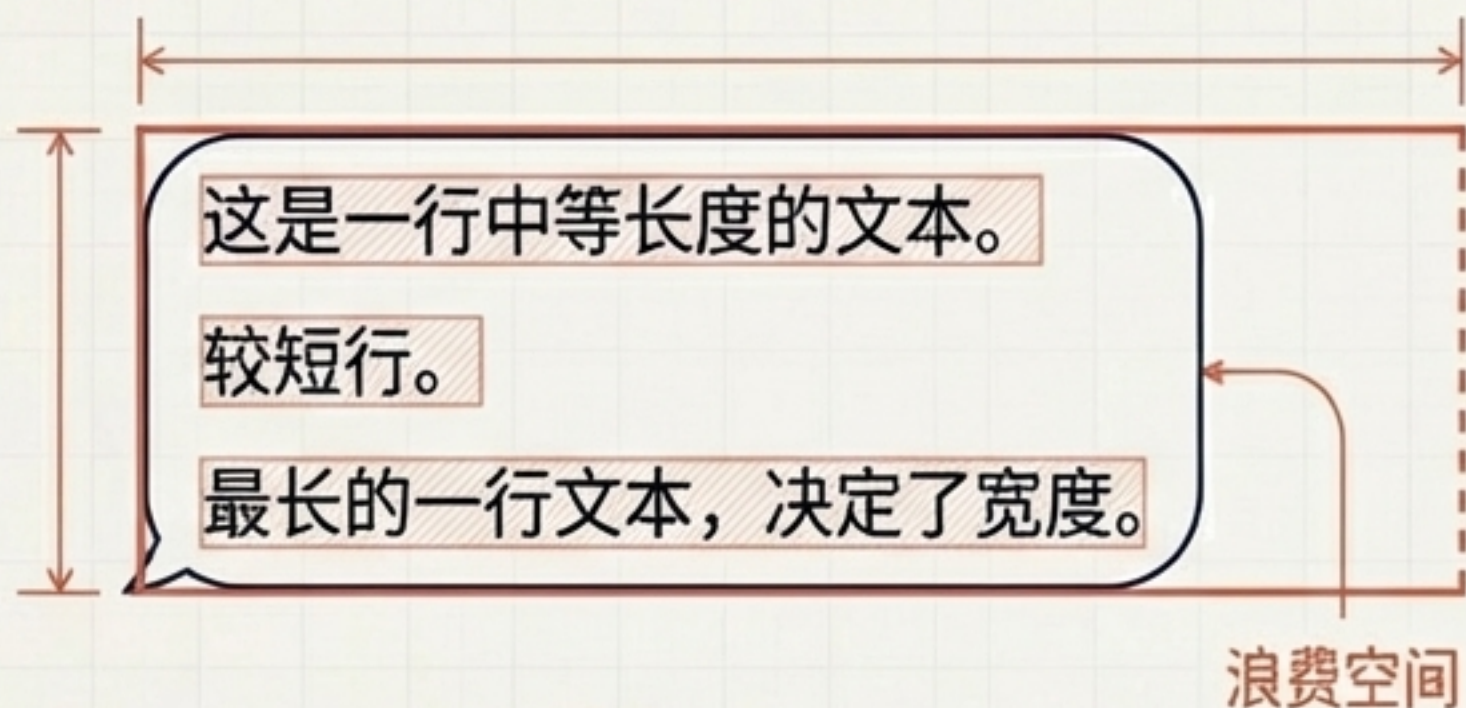 这是一行中等长度的文本。
较短行。
最长的一行文本，决定了宽度。
浪费空间